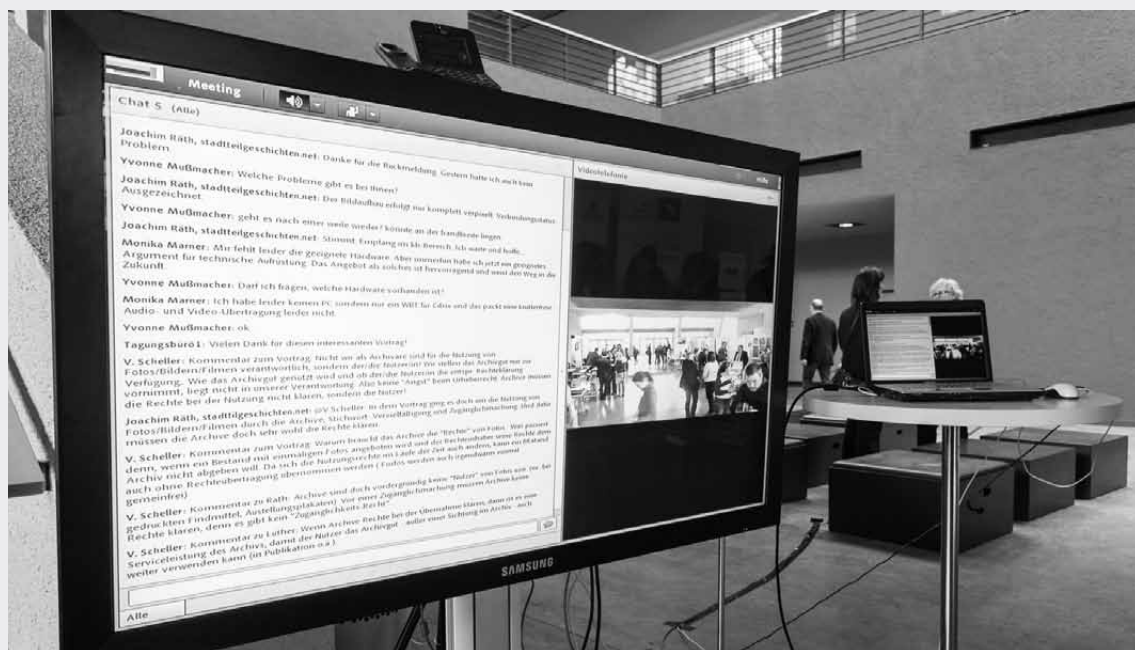 Meeting
Chat 5 (Alle)
Joachim Räth, stadtteilgeschichten.net: Danke für die Rückmeldung. Gestern hatte ich auch kein
Problem.
Yvonne Mußmacher: Welche Probleme gibt es bei Ihnen?
Joachim Räth, stadtteilgeschichten.net: Der Bildaufbau erfolgt nur komplett verpixelt. Verbindungsstatus:
Ausgezeichnet.
Yvonne Mußmacher: geht es nach einer weile wieder? könnte an der bandbreite liegen
Joachim Räth, stadtteilgeschichten.net: Stimmt. Empfang im kb-Bereich. Ich warte und hoffe...
Monika Marner: Mir fehlt leider die geeignete Hardware. Aber immerhin habe ich jetzt ein geeignetes
Argument für technische Aufrüstung. Das Angebot als solches ist hervorragend und weist den Weg in die
Zukunft.
Yvonne Mußmacher: Darf ich fragen, welche Hardware vorhanden ist?
Monika Marner: Ich habe leider keinen PC sondern nur ein WBT für Citrix und das packt eine
Audio- und Video-Übertragung leider nicht.
Yvonne Mußmacher: ok
Tagungsbüro1: Vielen Dank für diesen interessanten Vortrag!
V. Scheller: Kommentar zum Vortrag: Nicht wir als Archivare sind für die Nutzung von
Fotos/Bildern/Filmen verantwortlich, sondern der/die Nutzer/in! Wir stellen das Archivgut nur zur
Verfügung. Wie das Archivgut genutzt wird und ob der/die Nutzer/in die entspr. Rechteklärung
vornimmt, liegt nicht in unserer Verantwortung. Also keine "Angst" beim Urheberrecht: Archive müssen
die Rechte bei der Nutzung nicht klären, sondern die Nutzer!
Joachim Räth, stadtteilgeschichten.net: @V Scheller: In dem Vortrag ging es doch um die Nutzung von
Fotos/Bildern/Filmen durch die Archive, Stichwort: Vervielfältigung und Zugänglichmachung. Und dafür
müssen die Archive doch sehr wohl die Rechte klären.
V. Scheller: Kommentar zum Vortrag: Warum braucht das Archive die "Rechte" von Fotos. Was passiert
denn, wenn ein Bestand mit einmaligen Fotos angeboten wird und der Rechteinhaber seine Rechte dem
Archiv nicht abgeben will. Da sich die Nutzungsrechte im Laufe der Zeit auch ändern, kann ein Bestand
auch ohne Rechteübertragung übernommen werden ( Fotos werden auch irgendwann einmal
gemeinfrei)
V. Scheller: Kommentar zu Räth: Archive sind doch vordergründig keine "Nutzer" von Fotos usw. (nur bei
gedruckten Findmittel, Austellungsplakaten). Vor einer Zugänglichmachung müssen Archive keine
Rechte klären, denn es gibt kein "Zugänglichkeits-Recht".
V. Scheller: Kommentar zu Luther: Wenn Archive Rechte bei der Übernahme klären, dann ist es eine
Serviceleistung des Archivs, damit der Nutzer das Archivgut - außer einer Sichtung im Archiv - auch
weiter verwenden kann (in Publikation o.ä.).
Alle
Videotelefonie
Hilfe
SAMSUNG